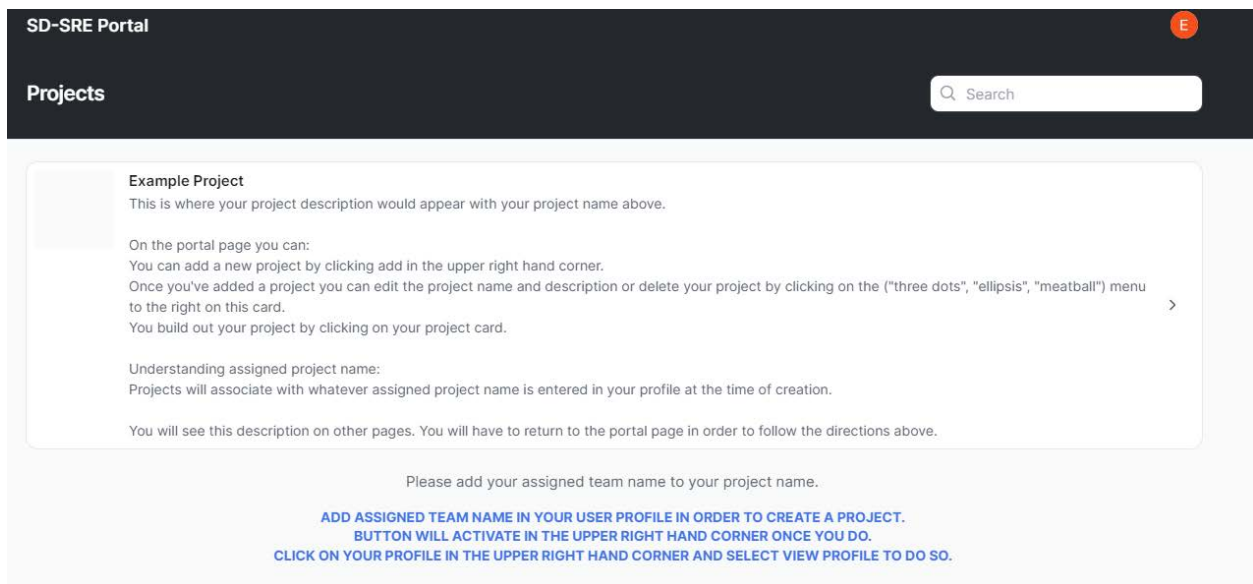 SD-SRE Portal
E
Projects
Search
Example Project
This is where your project description would appear with your project name above.
On the portal page you can:
You can add a new project by clicking add in the upper right hand corner.
Once you've added a project you can edit the project name and description or delete your project by clicking on the ("three dots", "ellipsis", "meatball") menu
to the right on this card.
You build out your project by clicking on your project card.
Understanding assigned project name:
Projects will associate with whatever assigned project name is entered in your profile at the time of creation.
You will see this description on other pages. You will have to return to the portal page in order to follow the directions above.
Please add your assigned team name to your project name.
ADD ASSIGNED TEAM NAME IN YOUR USER PROFILE IN ORDER TO CREATE A PROJECT.
BUTTON WILL ACTIVATE IN THE UPPER RIGHT HAND CORNER ONCE YOU DO.
CLICK ON YOUR PROFILE IN THE UPPER RIGHT HAND CORNER AND SELECT VIEW PROFILE TO DO SO.